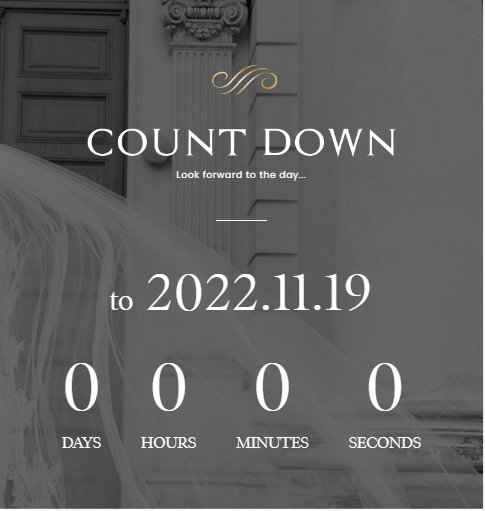 COUNT DOWN
Look forward to the day...
to 2022.11.19
0 0 0 0
DAYS HOURS MINUTES SECONDS